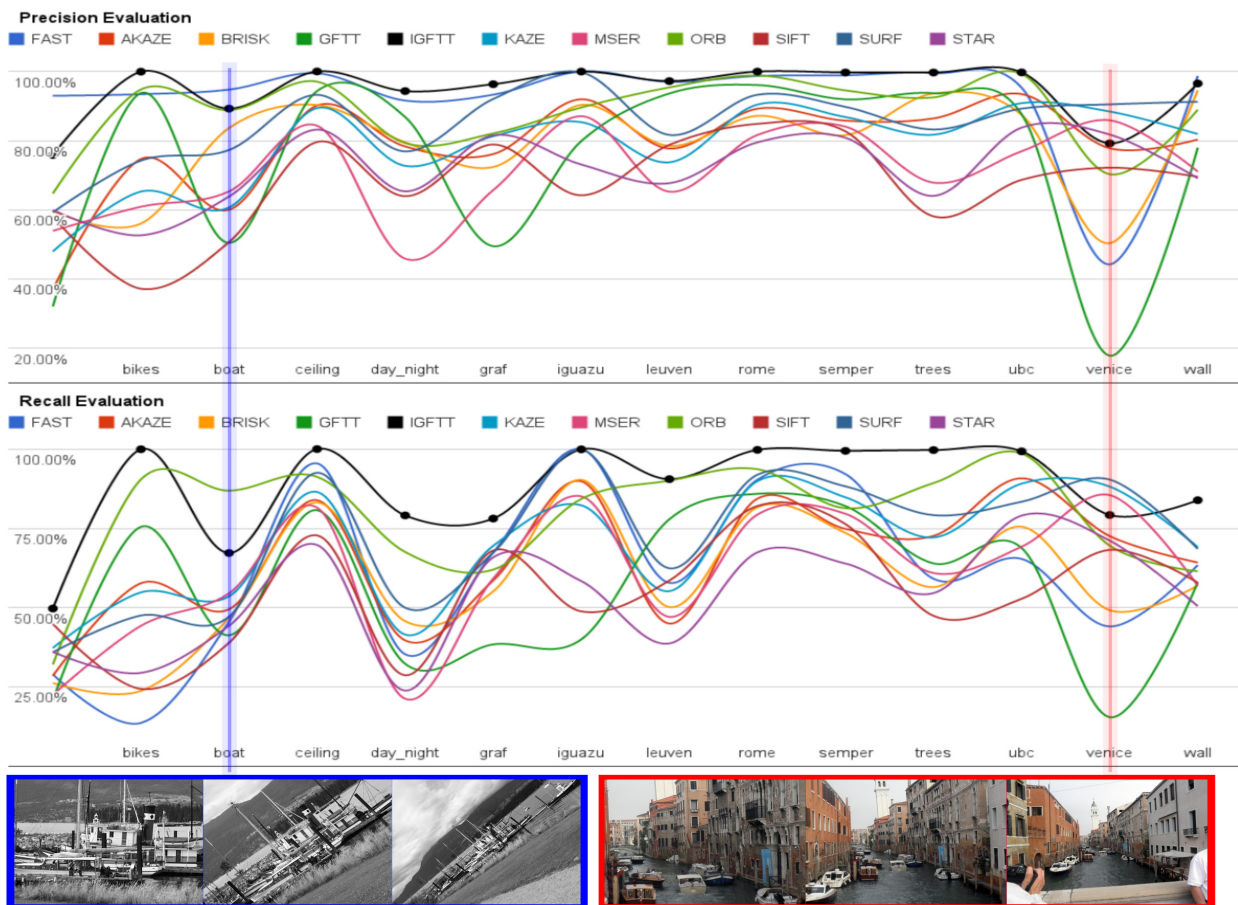 Precision Evaluation
FAST AKAZE BRISK GFTT IGFTT KAZE MSER ORB SIFT SURF STAR
100.00%
80.00%
60.00%
40.00%
20.00%
bikes boat ceiling day_night graf iguazu leuven rome semper trees ubc venice wall
Recall Evaluation
FAST AKAZE BRISK GFTT IGFTT KAZE MSER ORB SIFT SURF STAR
100.00%
75.00%
50.00%
25.00%
bikes boat ceiling day_night graf iguazu leuven rome semper trees ubc venice wall